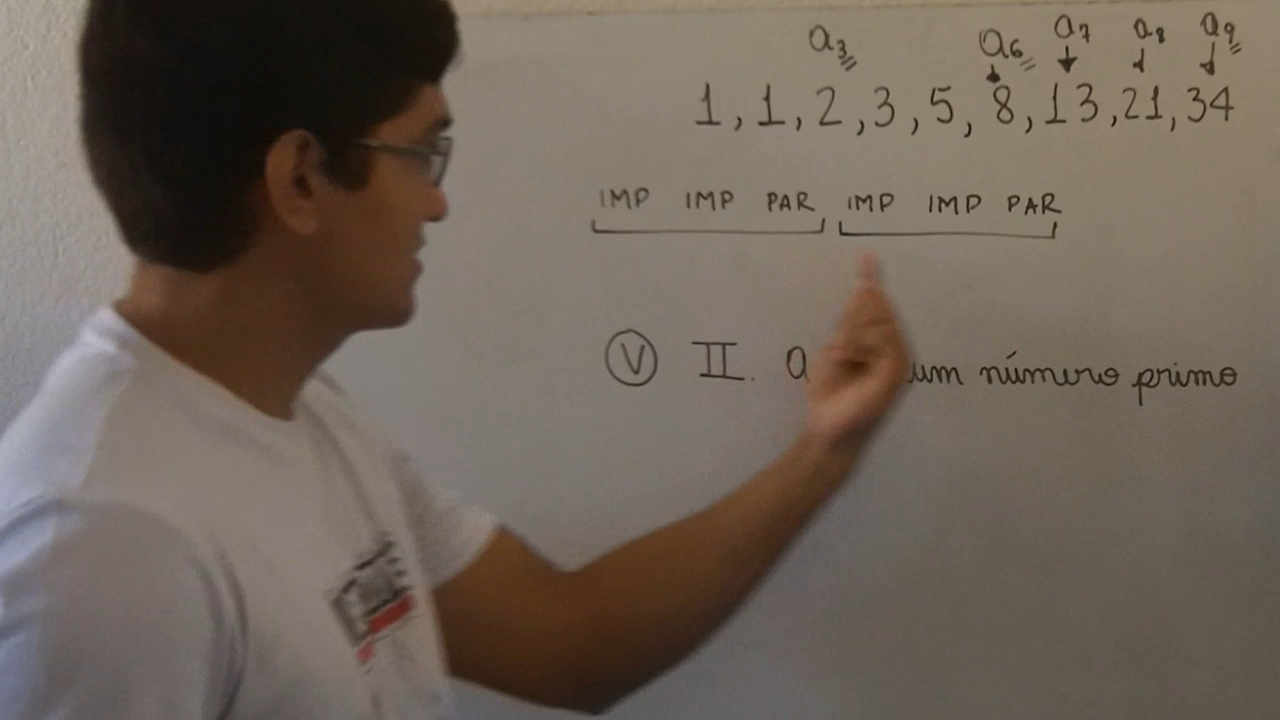 a₃ a₆ a₇ a₈ a₉
1, 1, 2, 3, 5, 8, 13, 21, 34
IMP IMP PAR IMP IMP PAR
V II. a um número primo